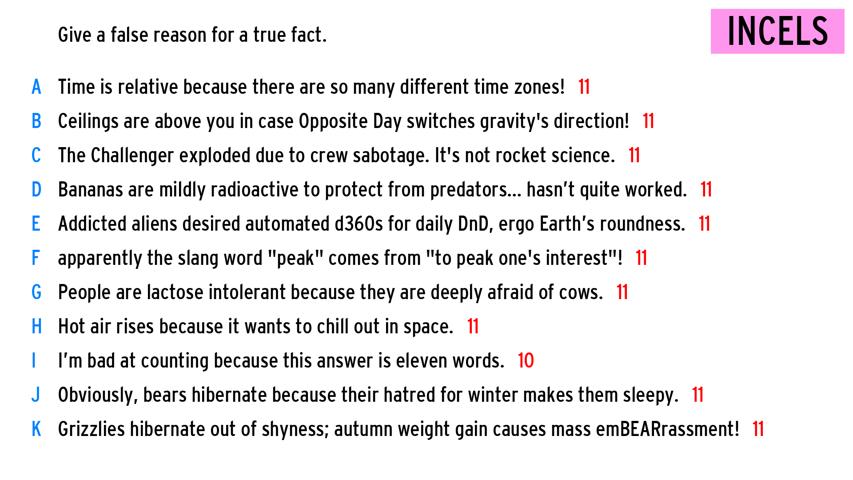 Give a false reason for a true fact.
INCELS
A Time is relative because there are so many different time zones! 11
B Ceilings are above you in case Opposite Day switches gravity's direction! 11
C The Challenger exploded due to crew sabotage. It's not rocket science. 11
D Bananas are mildly radioactive to protect from predators... hasn't quite worked. 11
E Addicted aliens desired automated d360s for daily DnD, ergo Earth's roundness. 11
F apparently the slang word "peak" comes from "to peak one's interest"! 11
G People are lactose intolerant because they are deeply afraid of cows. 11
H Hot air rises because it wants to chill out in space. 11
I I'm bad at counting because this answer is eleven words. 10
J Obviously, bears hibernate because their hatred for winter makes them sleepy. 11
K Grizzlies hibernate out of shyness; autumn weight gain causes mass emBEARrassment! 11